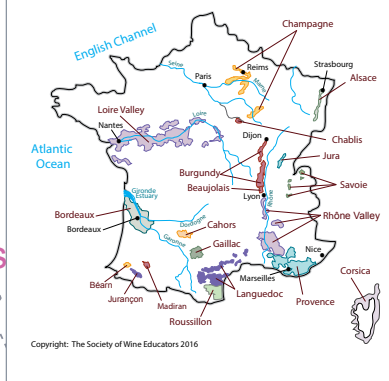 Champagne
English Channel
Seine
Reims
Strasbourg
Paris
Marne
Alsace
Loire Valley
Loire
Nantes
Chablis
Dijon
Atlantic
Ocean
Jura
Burgundy
Savoie
Beaujolais
Gironde
Estuary
Lyon
Rhône
Bordeaux
Rhône Valley
Bordeaux
Dordogne
Cahors
Garonne
Gaillac
Nice
Marseilles
Corsica
Béarn
Languedoc
Jurançon
Provence
Madiran
Roussillon
Copyright: The Society of Wine Educators 2016